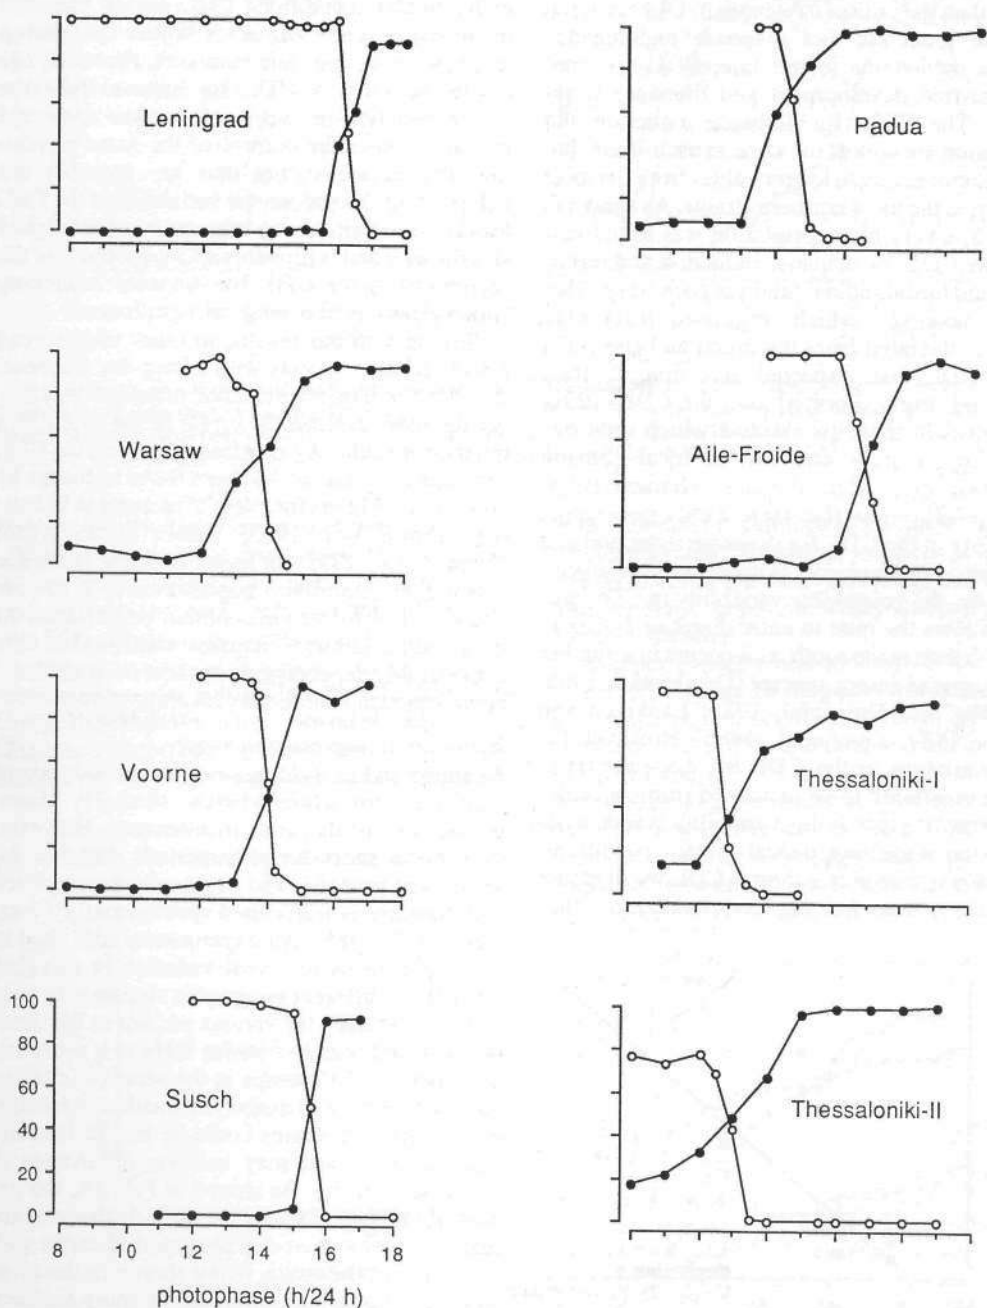 Leningrad
Padua
Warsaw
Aile-Froide
Voorne
Thessaloniki-I
100
80
60
40
20
0
Susch
Thessaloniki-II
8 10 12 14 16 18
photophase (h/24 h)